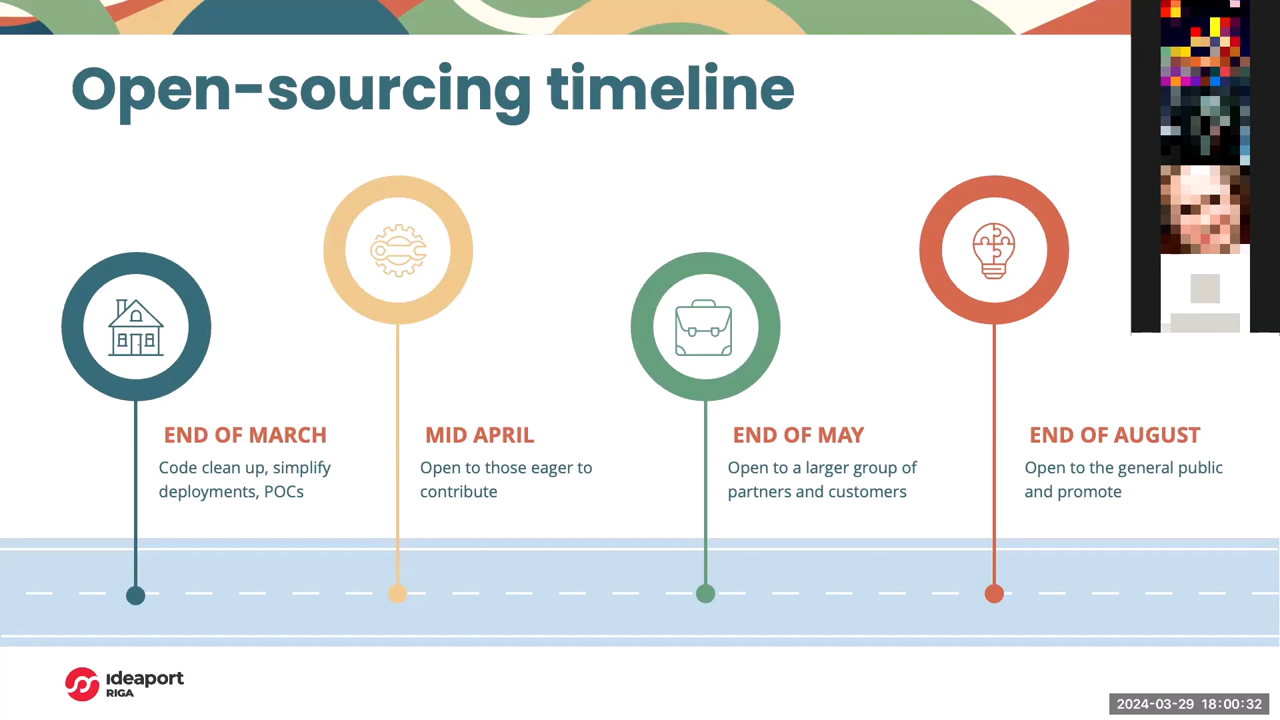 Open-sourcing timeline
END OF MARCH
Code clean up, simplify
deployments, POCs
MID APRIL
Open to those eager to
contribute
END OF MAY
Open to a larger group of
partners and customers
END OF AUGUST
Open to the general public
and promote
ideaport
RIGA
2024-03-29 18:00:32